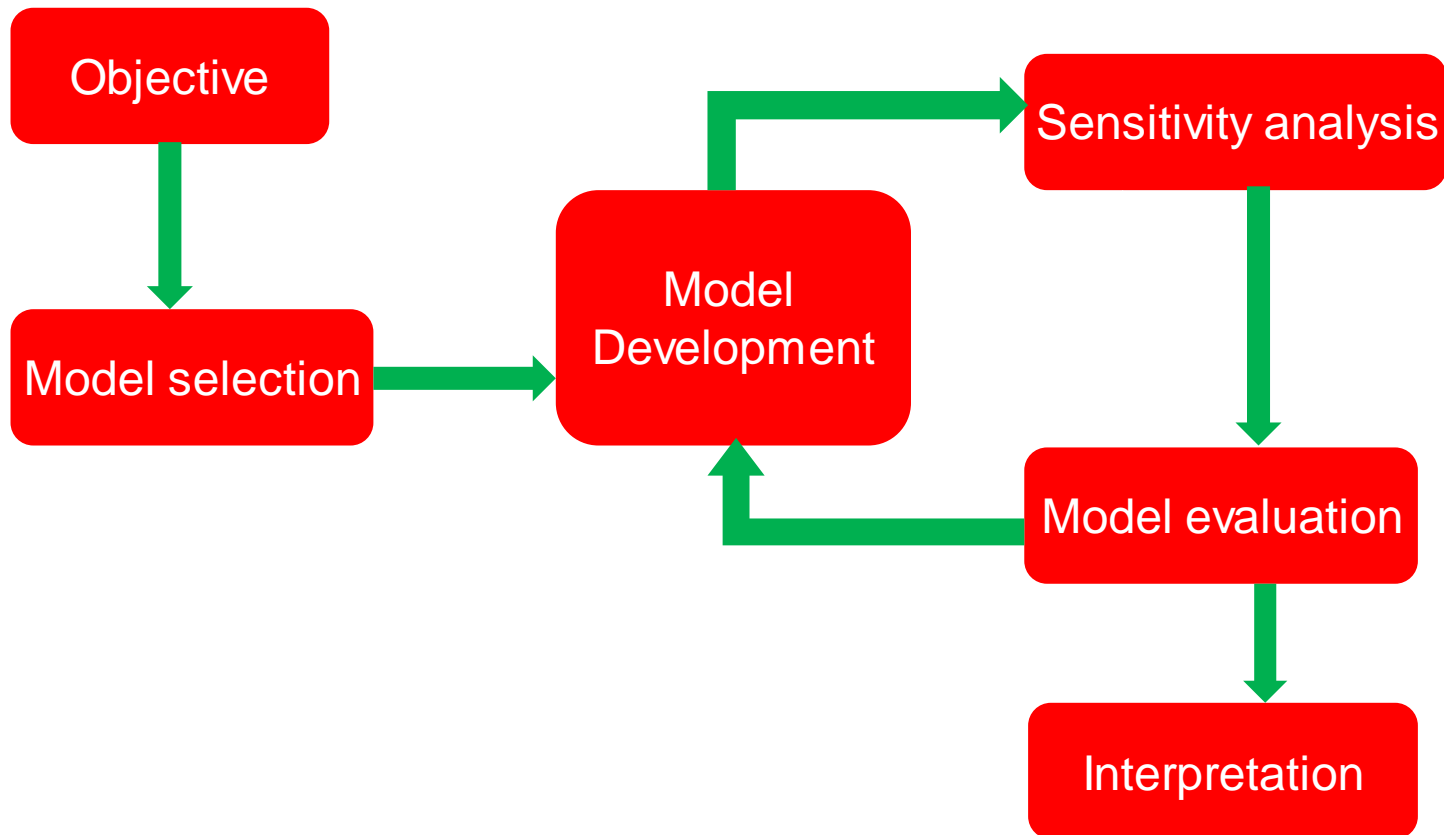 Objective
Model selection
Model
Development
Sensitivity analysis
Model evaluation
Interpretation